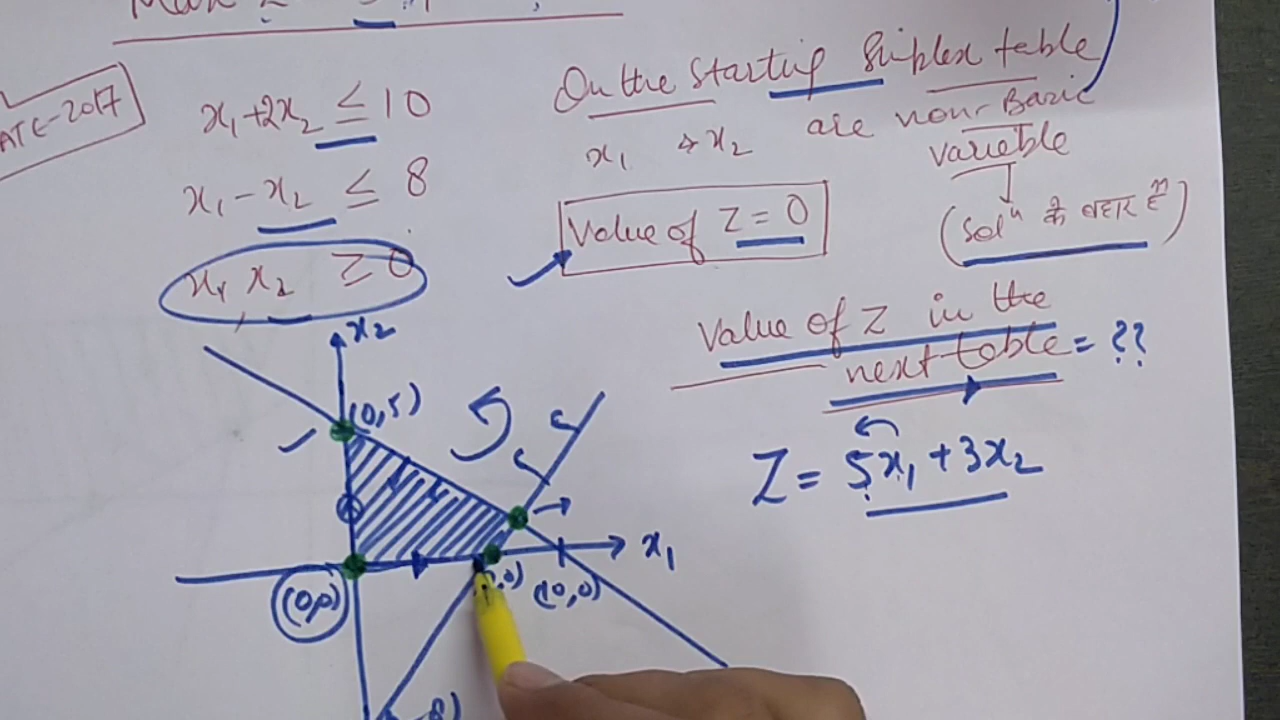 ATE-2017
x₁+2x₂ ≤ 10
x₁-x₂ ≤ 8
x₁, x₂ ≥ 0
On the starting Simplex table
x₁ & x₂ are non-Basic
variable
(Solⁿ के बाहर है)
Value of Z = 0
Value of Z in the
next table = ??
Z = 5x₁ + 3x₂
x₂
(0,5)
x₁
(0,0)
,0)
(10,0)
8)